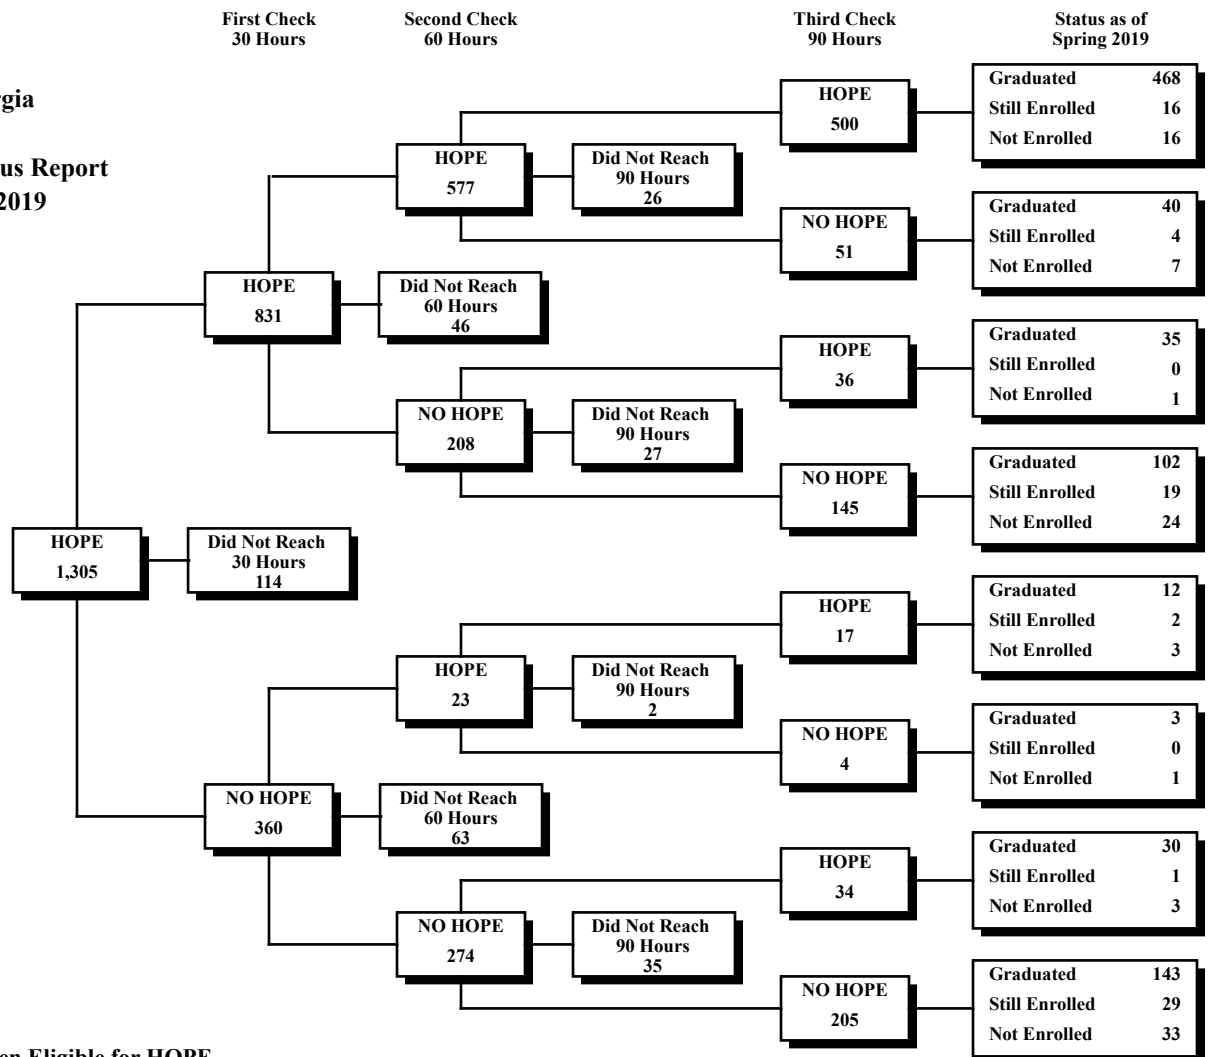 First Check
30 Hours
Second Check
60 Hours
Third Check
90 Hours
Status as of
Spring 2019
us Report
2019
HOPE
1,305
Did Not Reach
30 Hours
114
HOPE
831
Did Not Reach
60 Hours
46
NO HOPE
360
Did Not Reach
60 Hours
63
HOPE
577
Did Not Reach
90 Hours
26
NO HOPE
208
Did Not Reach
90 Hours
27
HOPE
23
Did Not Reach
90 Hours
2
NO HOPE
274
Did Not Reach
90 Hours
35
HOPE
500
Graduated 468
Still Enrolled 16
Not Enrolled 16
NO HOPE
51
Graduated 40
Still Enrolled 4
Not Enrolled 7
HOPE
36
Graduated 35
Still Enrolled 0
Not Enrolled 1
NO HOPE
145
Graduated 102
Still Enrolled 19
Not Enrolled 24
HOPE
17
Graduated 12
Still Enrolled 2
Not Enrolled 3
NO HOPE
4
Graduated 3
Still Enrolled 0
Not Enrolled 1
HOPE
34
Graduated 30
Still Enrolled 1
Not Enrolled 3
NO HOPE
205
Graduated 143
Still Enrolled 29
Not Enrolled 33
en Eligible for HOPE